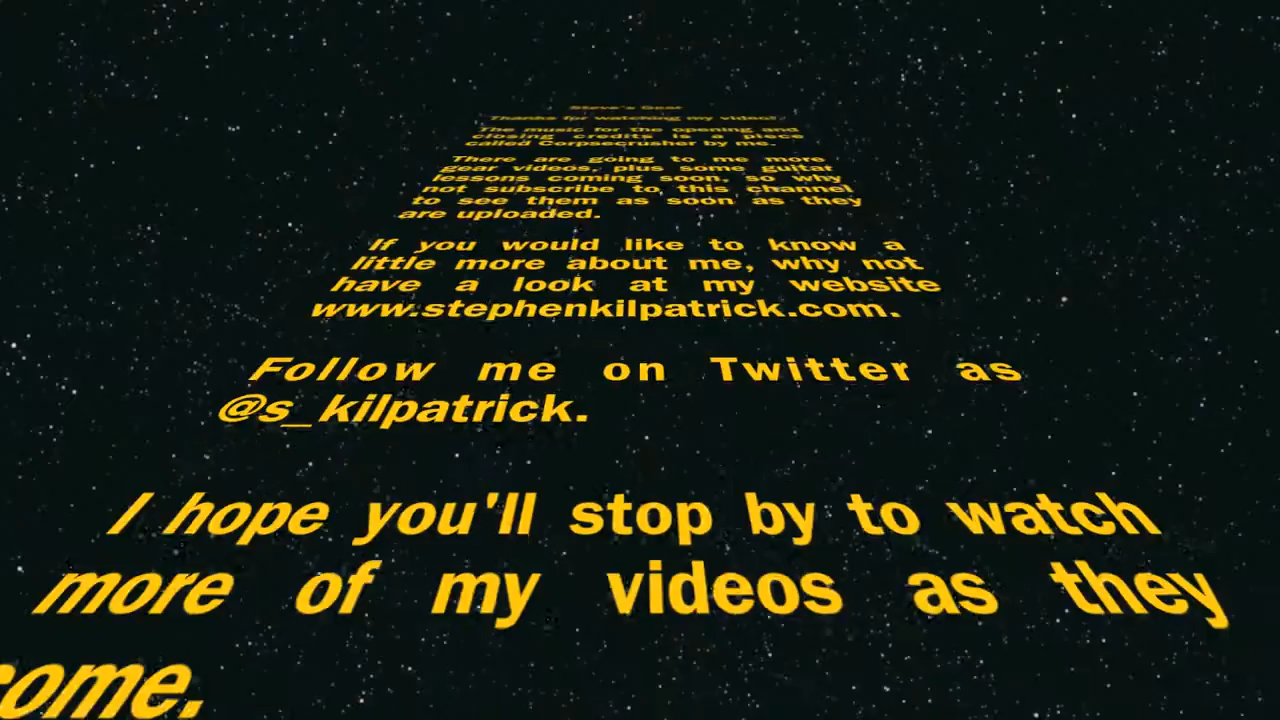 Steve's Gear
Thanks for watching my video!
The music for the opening and
closing credits is a piece
called Corpsecrusher by me.
There are going to me more
gear videos, plus some guitar
lessons coming soon, so why
not subscribe to this channel
to see them as soon as they
are uploaded.
If you would like to know a
little more about me, why not
have a look at my website
www.stephenkilpatrick.com.
Follow me on Twitter as
@s_kilpatrick.
I hope you'll stop by to watch
more of my videos as they
come.